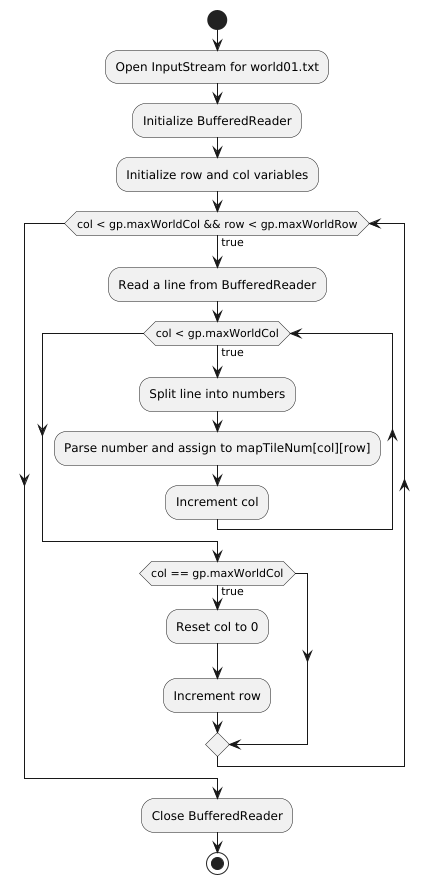 Open InputStream for world01.txt
Initialize BufferedReader
Initialize row and col variables
col < gp.maxWorldCol && row < gp.maxWorldRow
true
Read a line from BufferedReader
col < gp.maxWorldCol
true
Split line into numbers
Parse number and assign to mapTileNum[col][row]
Increment col
col == gp.maxWorldCol
true
Reset col to 0
Increment row
Close BufferedReader